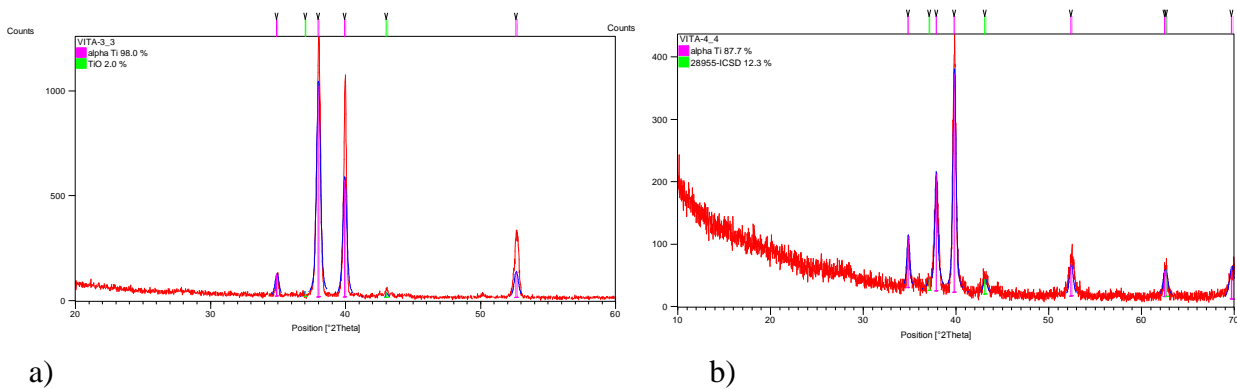 Counts
VITA-3_3
alpha Ti 98.0 %
TiO 2.0 %
1000
500
0
20
30
40
50
60
Position [°2Theta]
a)
Counts
VITA-4_4
alpha Ti 87.7 %
28955-ICSD 12.3 %
400
300
200
100
0
10
20
30
40
50
60
70
Position [°2Theta]
b)